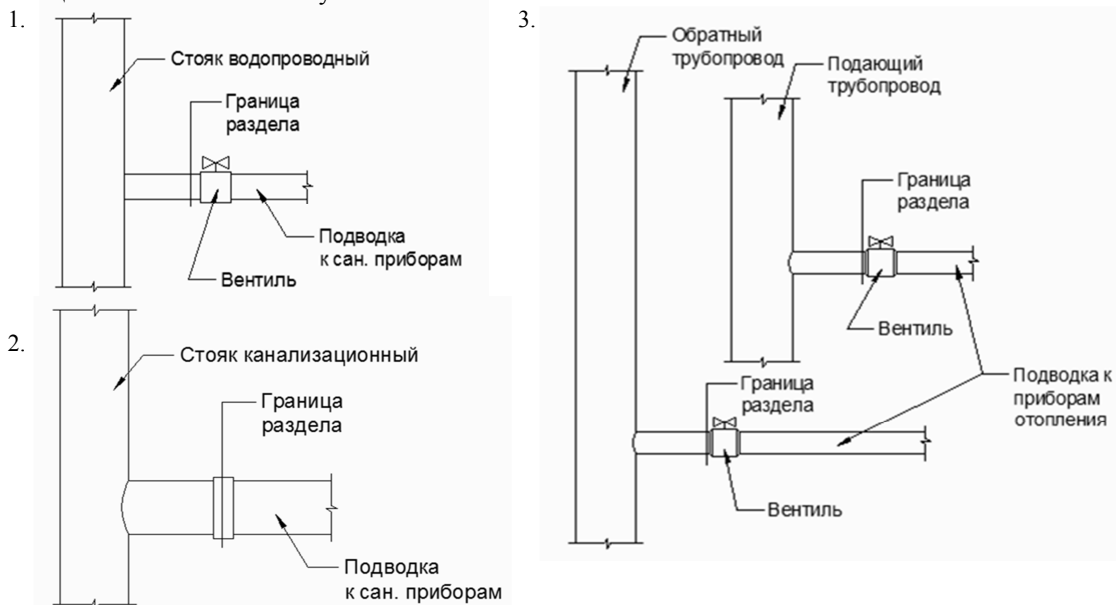 1.
Стояк водопроводный
Граница
раздела
Подводка
к сан. приборам
Вентиль
2.
Стояк канализационный
Граница
раздела
Подводка
к сан. приборам
3.
Обратный
трубопровод
Подающий
трубопровод
Граница
раздела
Вентиль
Подводка к
приборам
отопления
Граница
раздела
Вентиль